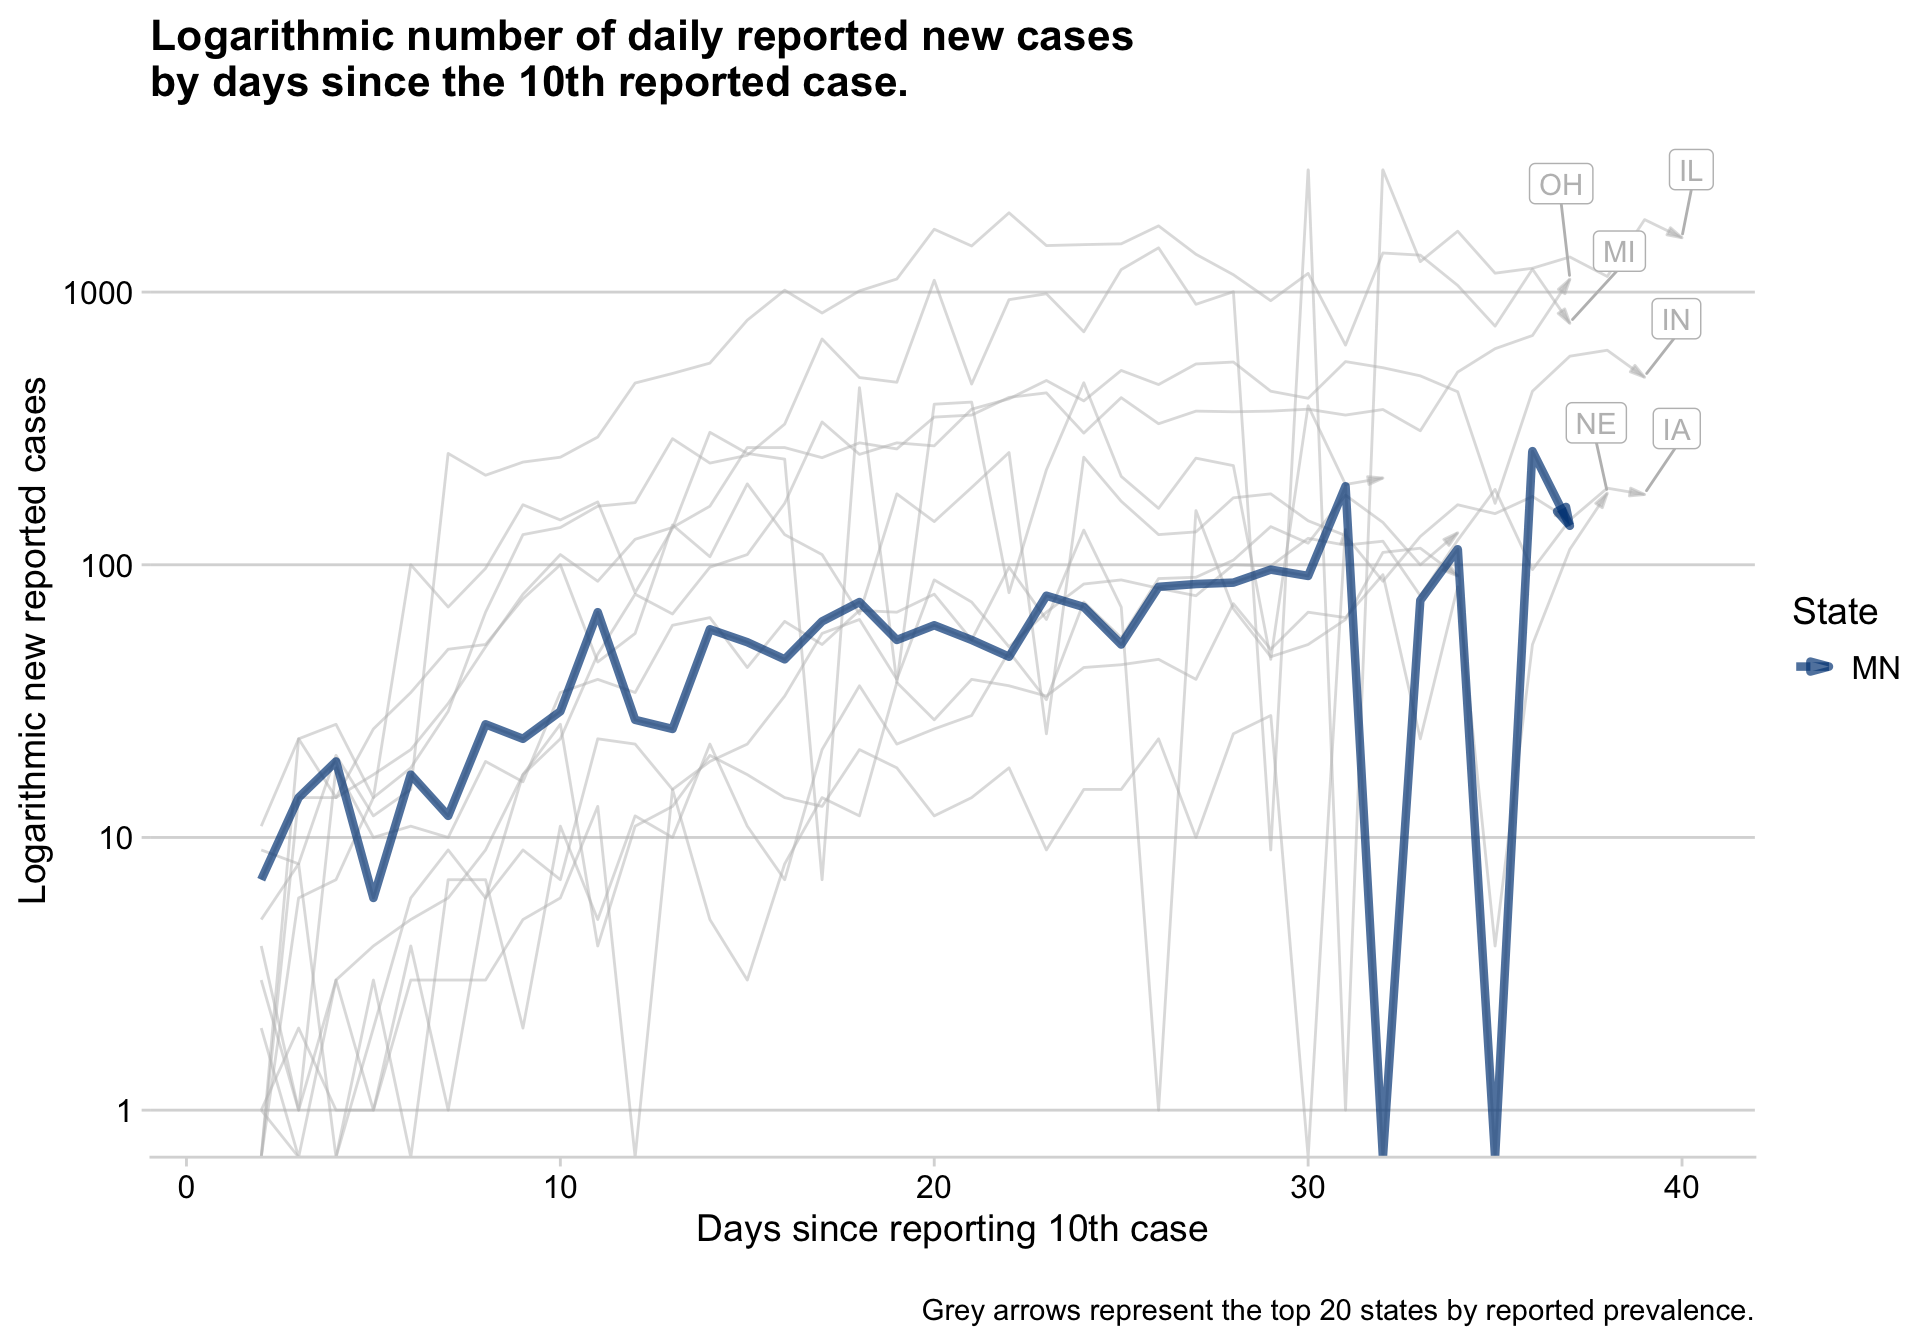 Logarithmic number of daily reported new cases
by days since the 10th reported case.
Logarithmic new reported cases
1000
100
10
1
OH
IL
MI
IN
NE
IA
State
MN
0
10
20
30
40
Days since reporting 10th case
Grey arrows represent the top 20 states by reported prevalence.